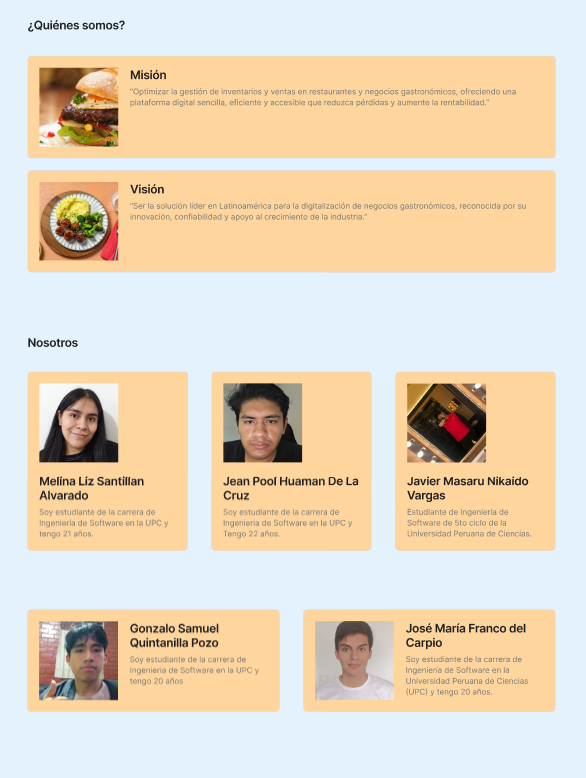 ¿Quiénes somos?
Misión
"Optimizar la gestión de inventarios y ventas en restaurantes y negocios gastronómicos, ofreciendo una
plataforma digital sencilla, eficiente y accesible que reduzca pérdidas y aumente la rentabilidad."
Visión
"Ser la solución líder en Latinoamérica para la digitalización de negocios gastronómicos, reconocida por su
innovación, confiabilidad y apoyo al crecimiento de la industria."
Nosotros
Melina Liz Santillan
Alvarado
Soy estudiante de la carrera de
Ingeniería de Software en la UPC y
tengo 21 años.
Jean Pool Huaman De La
Cruz
Soy estudiante de la carrera de
Ingenieria de Software en la UPC y
Tengo 22 años.
Javier Masaru Nikaido
Vargas
Estudiante de Ingeniería de
Software de 5to ciclo de la
Universidad Peruana de Ciencias.
Gonzalo Samuel
Quintanilla Pozo
Soy estudiante de la carrera de
Ingenieria de Software en la UPC y
tengo 20 años
José María Franco del
Carpio
Soy estudiante de la carrera de
Ingeniería de Software en la
Universidad Peruana de Ciencias
(UPC) y tengo 20 años.